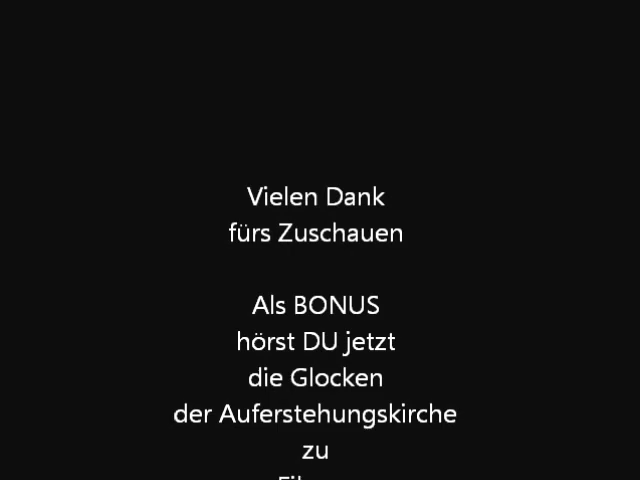 Vielen Dank
fürs Zuschauen
Als BONUS
hörst DU jetzt
die Glocken
der Auferstehungskirche
zu